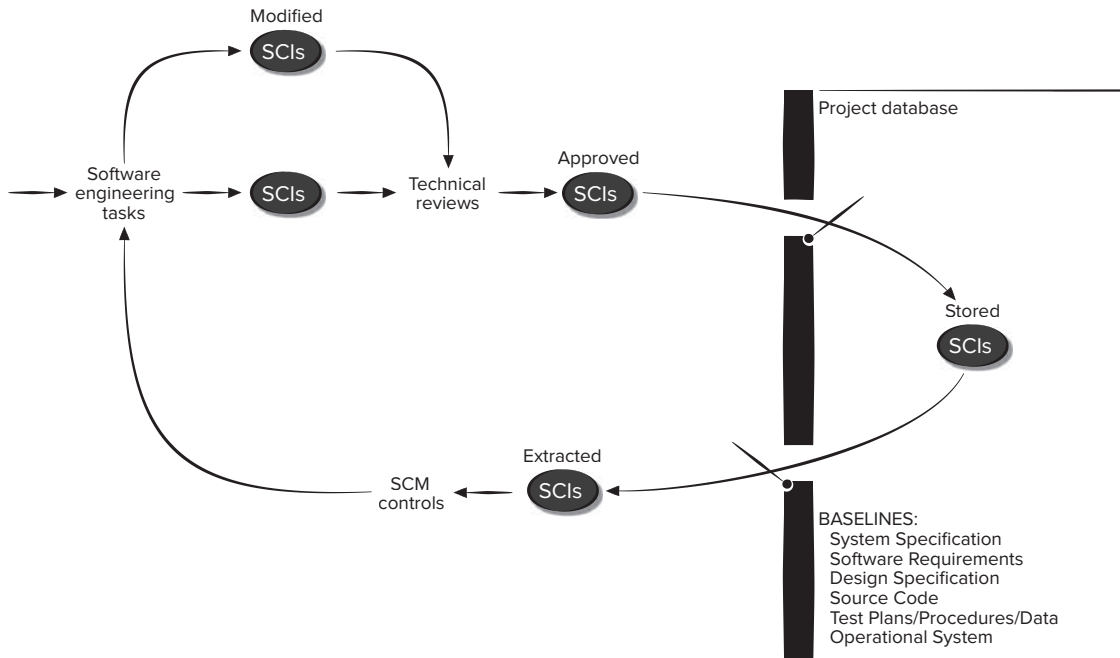 Modified
SCIs
Project database
Software
engineering
tasks
SCIs
Technical
reviews
Approved
SCIs
Stored
SCIs
Extracted
SCIs
SCM
controls
BASELINES:
System Specification
Software Requirements
Design Specification
Source Code
Test Plans/Procedures/Data
Operational System